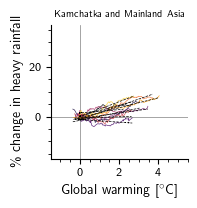 Kamchatka and Mainland Asia
% change in heavy rainfall
20
0
0 2 4
Global warming [°C]